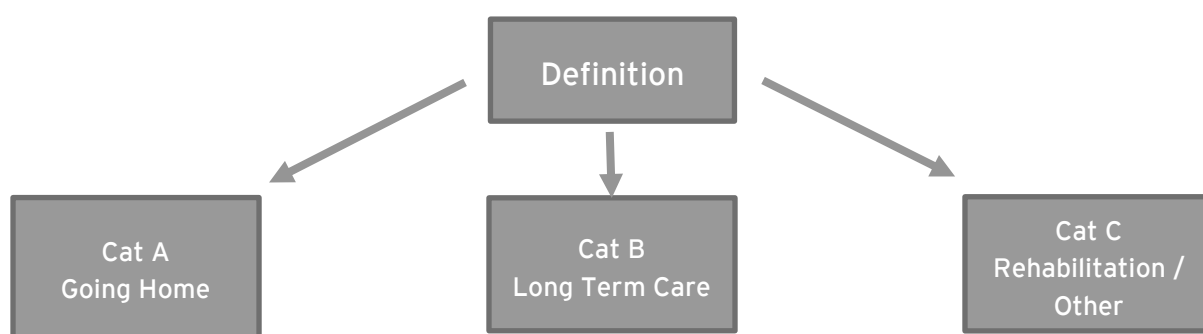 Definition
Cat A
Going Home
Cat B
Long Term Care
Cat C
Rehabilitation /
Other